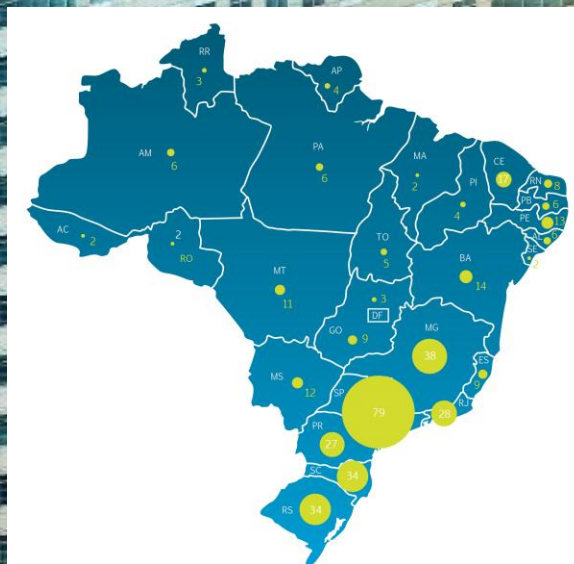 RR
3
AP
4
AM
6
PA
6
MA
2
CE
17
RN
8
PI
4
PB
6
PE
13
AL
6
SE
2
AC
2
2
RO
TO
5
BA
14
MT
11
3
DF
GO
9
MG
38
ES
9
MS
12
SP
79
RJ
28
PR
27
SC
34
RS
34